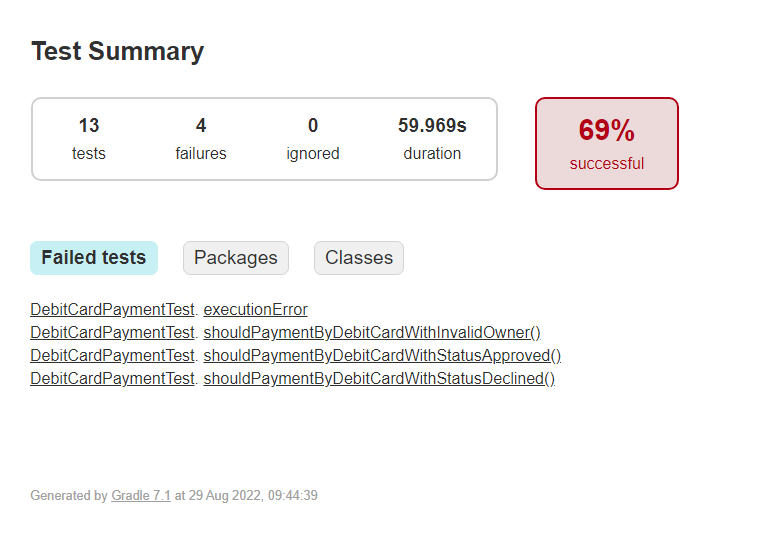 Test Summary
13 4 0 59.969s
tests failures ignored duration
69%
successful
Failed tests Packages Classes
DebitCardPaymentTest. executionError
DebitCardPaymentTest. shouldPaymentByDebitCardWithInvalidOwner()
DebitCardPaymentTest. shouldPaymentByDebitCardWithStatusApproved()
DebitCardPaymentTest. shouldPaymentByDebitCardWithStatusDeclined()
Generated by Gradle 7.1 at 29 Aug 2022, 09:44:39